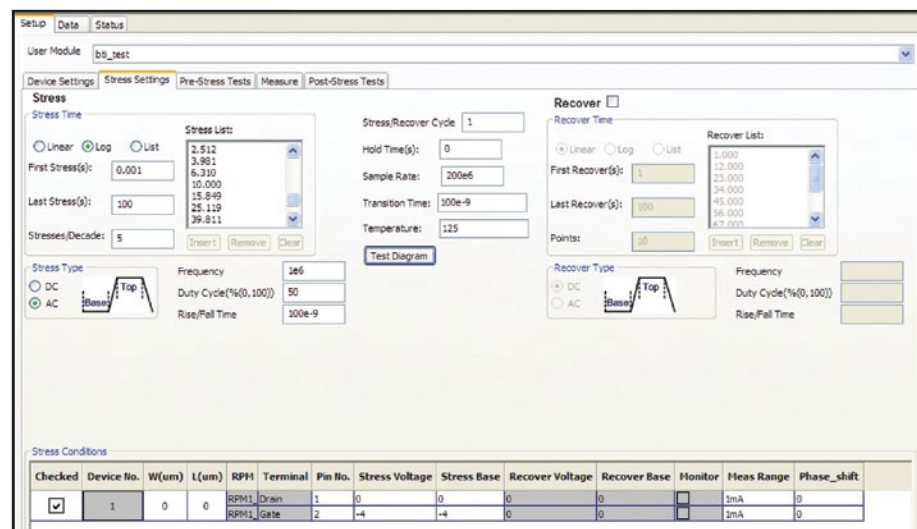 Setup Data Status
User Module bti_test
Device Settings Stress Settings Pre-Stress Tests Measure Post-Stress Tests
Stress
Stress Time
Linear Log List
First Stress(s): 0.001
Last Stress(s): 100
Stresses/Decade: 5
Stress List:
2.512
3.981
6.310
10.000
15.849
25.119
39.811
Insert Remove Clear
Stress Type
DC
AC
Base Top
Frequency 1e6
Duty Cycle(%(0,100)) 50
Rise/Fall Time 100e-9
Stress/Recover Cycle 1
Hold Time(s): 0
Sample Rate: 200e6
Transition Time: 100e-9
Temperature: 125
Test Diagram
Recover
Recover Time
Linear Log List
First Recover(s): 1
Last Recover(s): 100
Points: 10
Recover List:
1.000
12.000
23.000
34.000
45.000
56.000
67.000
Insert Remove Clear
Recover Type
DC
AC
Base Top
Frequency
Duty Cycle(%(0,100))
Rise/Fall Time
Stress Conditions
Checked Device No. W(um) L(um) RPM Terminal Pin No. Stress Voltage Stress Base Recover Voltage Recover Base Monitor Meas Range Phase_shift
1 0 0
RPM1_ Drain 1 0 0 0 0 1mA 0
RPM1_ Gate 2 -4 -4 0 0 1mA 0